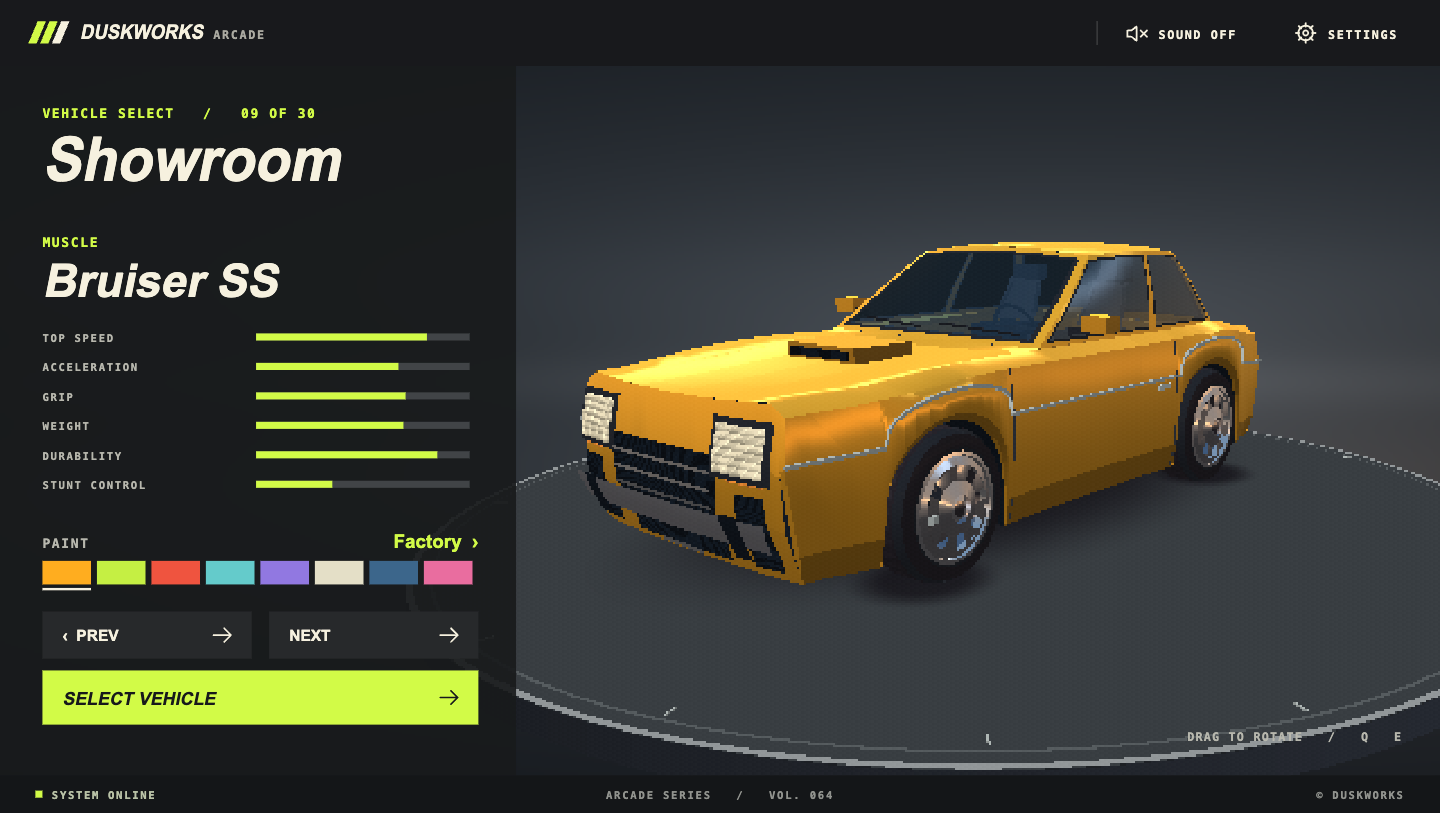 DUSKWORKS ARCADE
SOUND OFF
SETTINGS
VEHICLE SELECT / 09 OF 30
Showroom
MUSCLE
Bruiser SS
TOP SPEED
ACCELERATION
GRIP
WEIGHT
DURABILITY
STUNT CONTROL
PAINT
Factory ›
‹ PREV →
NEXT →
SELECT VEHICLE →
DRAG TO ROTATE / Q E
SYSTEM ONLINE
ARCADE SERIES / VOL. 064
© DUSKWORKS